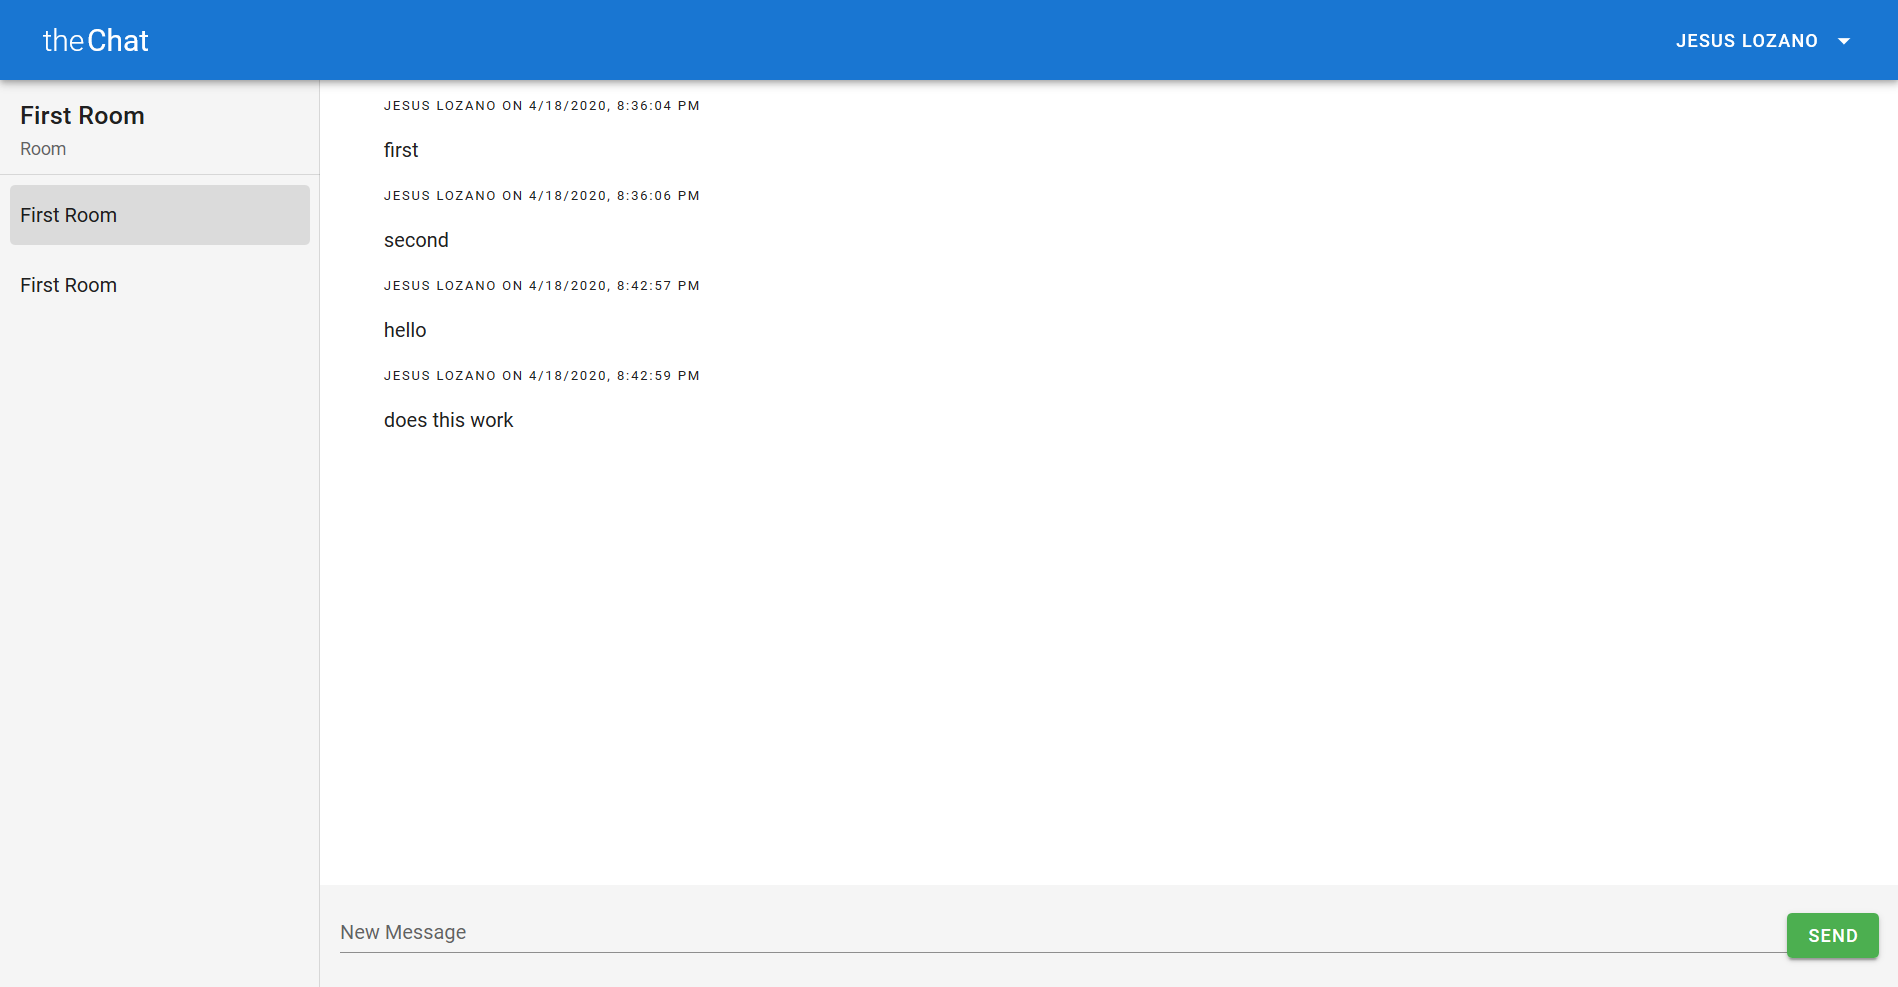 theChat
JESUS LOZANO
First Room
Room
First Room
First Room
JESUS LOZANO ON 4/18/2020, 8:36:04 PM
first
JESUS LOZANO ON 4/18/2020, 8:36:06 PM
second
JESUS LOZANO ON 4/18/2020, 8:42:57 PM
hello
JESUS LOZANO ON 4/18/2020, 8:42:59 PM
does this work
New Message
SEND